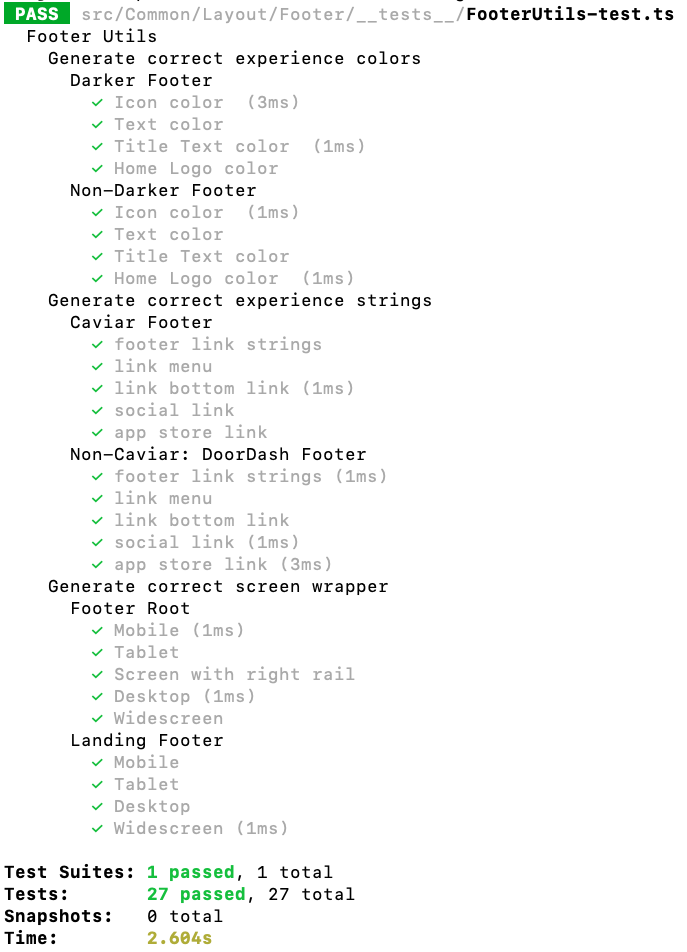 PASS src/Common/Layout/Footer/__tests__/FooterUtils-test.ts
Footer Utils
Generate correct experience colors
Darker Footer
✓ Icon color (3ms)
✓ Text color
✓ Title Text color (1ms)
✓ Home Logo color
Non-Darker Footer
✓ Icon color (1ms)
✓ Text color
✓ Title Text color
✓ Home Logo color (1ms)
Generate correct experience strings
Caviar Footer
✓ footer link strings
✓ link menu
✓ link bottom link (1ms)
✓ social link
✓ app store link
Non-Caviar: DoorDash Footer
✓ footer link strings (1ms)
✓ link menu
✓ link bottom link
✓ social link (1ms)
✓ app store link (3ms)
Generate correct screen wrapper
Footer Root
✓ Mobile (1ms)
✓ Tablet
✓ Screen with right rail
✓ Desktop (1ms)
✓ Widescreen
Landing Footer
✓ Mobile
✓ Tablet
✓ Desktop
✓ Widescreen (1ms)
Test Suites: 1 passed, 1 total
Tests: 27 passed, 27 total
Snapshots: 0 total
Time: 2.604s